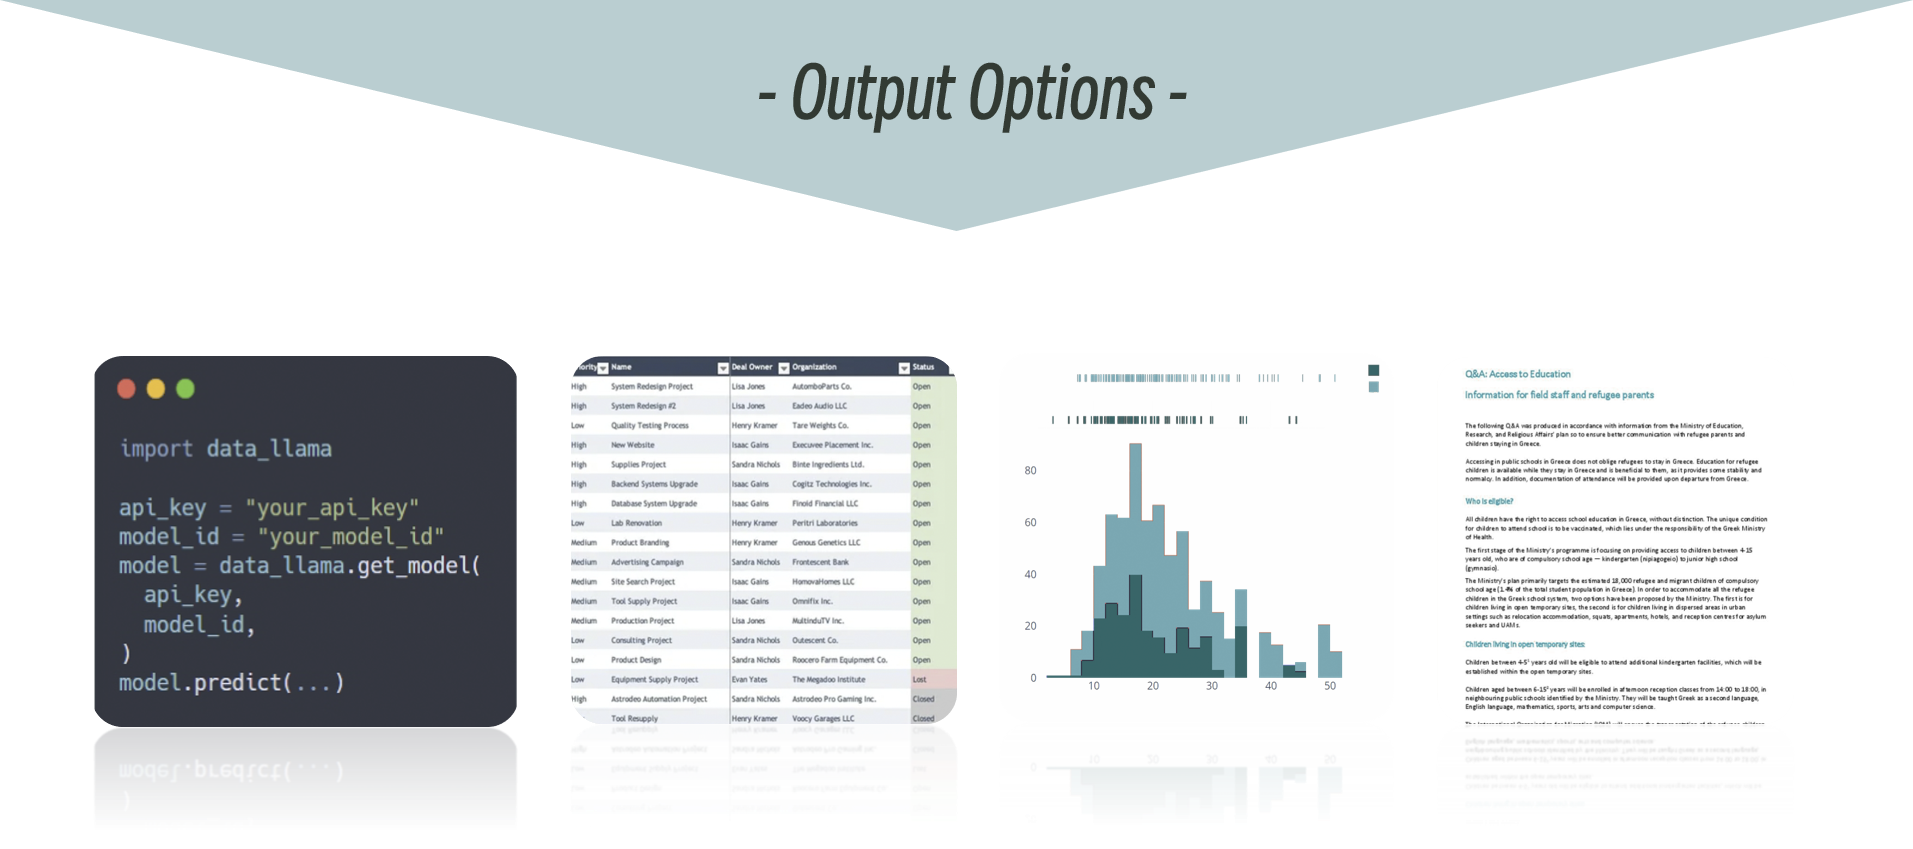 - Output Options -
import data_llama
api_key = "your_api_key"
model_id = "your_model_id"
model = data_llama.get_model(
api_key,
model_id,
)
model.predict(...)
Name Deal Owner Organization Status
High System Redesign Project Lisa Jones AutomboParts Co. Open
High System Redesign #2 Lisa Jones Eadeo Audio LLC Open
Low Quality Testing Process Henry Kramer Tare Weights Co. Open
High New Website Isaac Gains Execuvee Placement Inc. Open
High Supplies Project Sandra Nichols Binte Ingredients Ltd. Open
High Backend Systems Upgrade Isaac Gains Cogitz Technologies Inc. Open
High Database System Upgrade Isaac Gains Finoid Financial LLC Open
Low Lab Renovation Henry Kramer Peritri Laboratories Open
Medium Product Branding Henry Kramer Genous Genetics LLC Open
Medium Advertising Campaign Sandra Nichols Frontescent Bank Open
Medium Site Search Project Isaac Gains HomovaHomes LLC Open
Medium Tool Supply Project Isaac Gains Omnifix Inc. Open
Medium Production Project Lisa Jones MultinduTV Inc. Open
Low Consulting Project Sandra Nichols Outescent Co. Open
Low Product Design Sandra Nichols Roocero Farm Equipment Co. Open
Low Equipment Supply Project Evan Yates The Megadoo Institute Lost
High Astrodeo Automation Project Sandra Nichols Astrodeo Pro Gaming Inc. Closed
Tool Resupply Henry Kramer Voocy Garages LLC Closed
80
60
40
20
0
10 20 30 40 50
Q&A: Access to Education
Information for field staff and refugee parents
The following Q&A was produced in accordance with information from the Ministry of Education,
Research, and Religious Affairs' plan so to ensure better communication with refugee parents and
children staying in Greece.
Accessing in public schools in Greece does not oblige refugees to stay in Greece. Education for refugee
children is available while they stay in Greece and is beneficial to them, as it provides some stability and
normalcy. In addition, documentation of attendance will be provided upon departure from Greece.
Who is eligible?
All children have the right to access school education in Greece, without distinction. The unique condition
for children to attend school is to be vaccinated, which lies under the responsibility of the Greek Ministry
of Health.
The first stage of the Ministry's programme is focusing on providing access to children between 4-15
years old, who are of compulsory school age — kindergarten (nipiagogeio) to junior high school
(gymnasio).
The Ministry's plan primarily targets the estimated 18,000 refugee and migrant children of compulsory
school age (1.4% of the total student population in Greece). In order to accommodate all the refugee
children in the Greek school system, two options have been proposed by the Ministry. The first is for
children living in open temporary sites, the second is for children living in dispersed areas in urban
settings such as relocation accommodation, squats, apartments, hotels, and reception centres for asylum
seekers and UAMs.
Children living in open temporary sites:
Children between 4-5¹ years old will be eligible to attend additional kindergarten facilities, which will be
established within the open temporary sites.
Children aged between 6-15² years will be enrolled in afternoon reception classes from 14:00 to 18:00, in
neighbouring public schools identified by the Ministry. They will be taught Greek as a second language,
English language, mathematics, sports, arts and computer science.